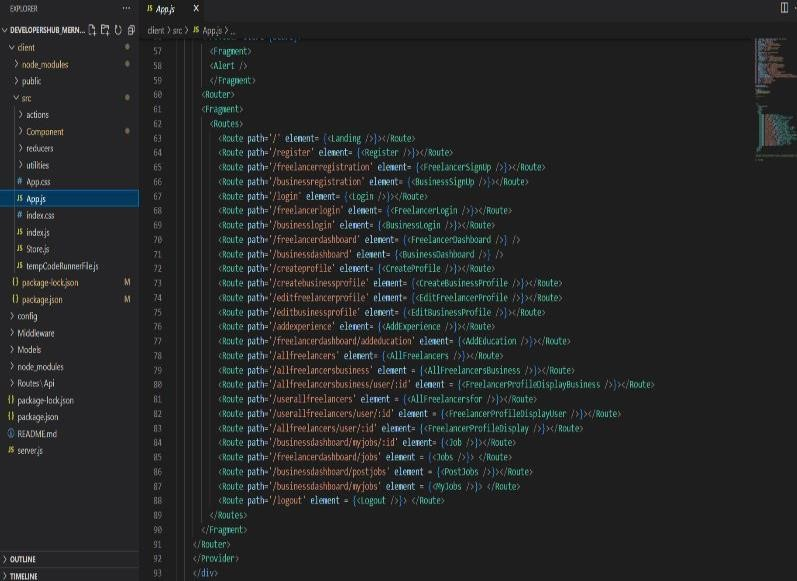 EXPLORER
DEVELOPERSHUB_MERN...
client
node_modules
public
src
actions
Component
reducers
utilities
# App.css
JS App.js
# index.css
JS index.js
JS Store.js
JS tempCodeRunnerFile.js
{} package-lock.json M
{} package.json M
config
Middleware
Models
node_modules
Routes\Api
{} package-lock.json
{} package.json
README.md
JS server.js
OUTLINE
TIMELINE
JS App.js X
client > src > JS App.js > ...
57 <Fragment>
58 <Alert />
59 </Fragment>
60 <Router>
61 <Fragment>
62 <Routes>
63 <Route path='/' element= {<Landing />}></Route>
64 <Route path='/register' element= {<Register />}></Route>
65 <Route path='/freelancerregistration' element= {<FreelancerSignUp />}></Route>
66 <Route path='/businessregistration' element= {<BusinessSignUp />}></Route>
67 <Route path='/login' element= {<Login />}></Route>
68 <Route path='/freelancerlogin' element= {<FreelancerLogin />}></Route>
69 <Route path='/businesslogin' element= {<BusinessLogin />}></Route>
70 <Route path='/freelancerdashboard' element= {<FreelancerDashboard />} />
71 <Route path='/businessdashboard' element= {<BusinessDashboard />} />
72 <Route path='/createprofile' element= {<CreateProfile />}></Route>
73 <Route path='/createbusinessprofile' element= {<CreateBusinessProfile />}></Route>
74 <Route path='/editfreelancerprofile' element= {<EditFreelancerProfile />}></Route>
75 <Route path='/editbusinessprofile' element= {<EditBusinessProfile />}></Route>
76 <Route path='/addexperience' element= {<AddExperience />}></Route>
77 <Route path='/freelancerdashboard/addeducation' element= {<AddEducation />}></Route>
78 <Route path='/allfreelancers' element= {<AllFreelancers />}></Route>
79 <Route path='/allfreelancersbusiness' element = {<AllFreelancersBusiness />}></Route>
80 <Route path='/allfreelancersbusiness/user/:id' element = {<FreelancerProfileDisplayBusiness />}></Route>
81 <Route path='/userallfreelancers' element = {<AllFreelancersfor />}></Route>
82 <Route path='/userallfreelancers/user/:id' element = {<FreelancerProfileDisplayUser />}></Route>
83 <Route path='/allfreelancers/user/:id' element= {<FreelancerProfileDisplay />}></Route>
84 <Route path='/businessdashboard/myjobs/:id' element = {<Job />}></Route>
85 <Route path='/freelancerdashboard/jobs' element = {<Jobs />}> </Route>
86 <Route path='/businessdashboard/postjobs' element = {<PostJobs />}></Route>
87 <Route path='/businessdashboard/myjobs' element = {<MyJobs />}> </Route>
88 <Route path='/logout' element = {<Logout />}> </Route>
89 </Routes>
90 </Fragment>
91 </Router>
92 </Provider>
93 </div>